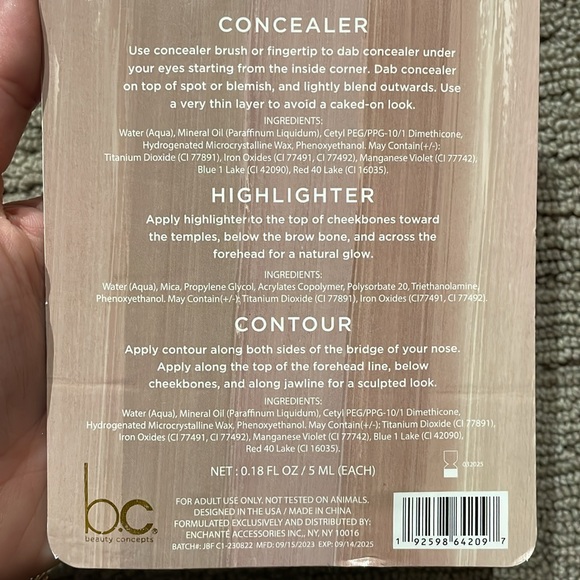 CONCEALER
Use concealer brush or fingertip to dab concealer under
your eyes starting from the inside corner. Dab concealer
on top of spot or blemish, and lightly blend outwards. Use
a very thin layer to avoid a caked-on look.
INGREDIENTS:
Water (Aqua), Mineral Oil (Paraffinum Liquidum), Cetyl PEG/PPG-10/1 Dimethicone,
Hydrogenated Microcrystalline Wax, Phenoxyethanol. May Contain(+/-):
Titanium Dioxide (CI 77891), Iron Oxides (CI 77491, CI 77492), Manganese Violet (CI 77742),
Blue 1 Lake (CI 42090), Red 40 Lake (CI 16035).
HIGHLIGHTER
Apply highlighter to the top of cheekbones toward
the temples, below the brow bone, and across the
forehead for a natural glow.
INGREDIENTS:
Water (Aqua), Mica, Propylene Glycol, Acrylates Copolymer, Polysorbate 20, Triethanolamine,
Phenoxyethanol. May Contain(+/-): Titanium Dioxide (CI 77891), Iron Oxides (CI77491, CI 77492).
CONTOUR
Apply contour along both sides of the bridge of your nose.
Apply along the top of the forehead line, below
cheekbones, and along jawline for a sculpted look.
INGREDIENTS:
Water (Aqua), Mineral Oil (Paraffinum Liquidum), Cetyl PEG/PPG-10/1 Dimethicone,
Hydrogenated Microcrystalline Wax, Phenoxyethanol. May Contain(+/-): Titanium Dioxide (CI 77891),
Iron Oxides (CI 77491, CI 77492), Manganese Violet (CI 77742), Blue 1 Lake (CI 42090),
Red 40 Lake (CI 16035).
NET : 0.18 FL OZ / 5 ML (EACH)
Q12025
b.c.
beauty concepts
FOR ADULT USE ONLY. NOT TESTED ON ANIMALS.
DESIGNED IN THE USA / MADE IN CHINA
FORMULATED EXCLUSIVELY AND DISTRIBUTED BY:
ENCHANTÉ ACCESSORIES INC., NY, NY 10016
BATCH#: JBF C1-230822 MFD: 09/15/2023 EXP: 09/14/2025
1 92598 64209 7